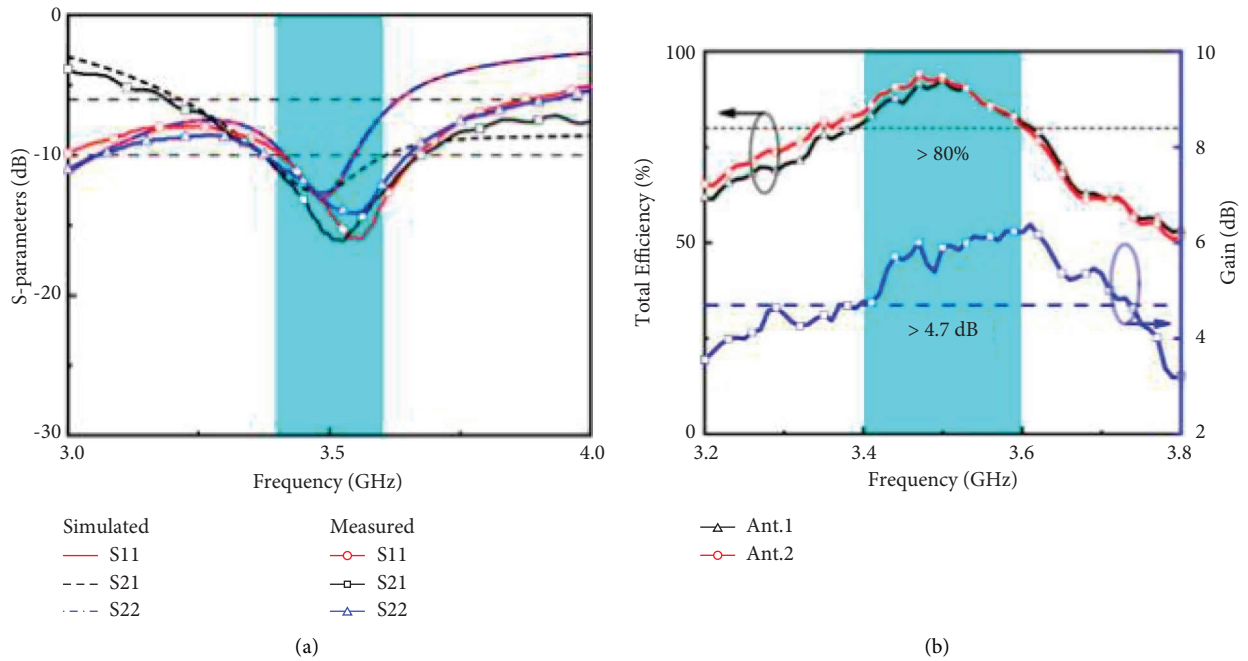 0
-10
-20
-30
S-parameters (dB)
3.0
3.5
4.0
Frequency (GHz)
Simulated
S11
S21
S22
Measured
S11
S21
S22
(a)
100
50
0
Total Efficiency (%)
> 80%
> 4.7 dB
10
8
6
4
2
Gain (dB)
3.2
3.4
3.6
3.8
Frequency (GHz)
Ant.1
Ant.2
(b)